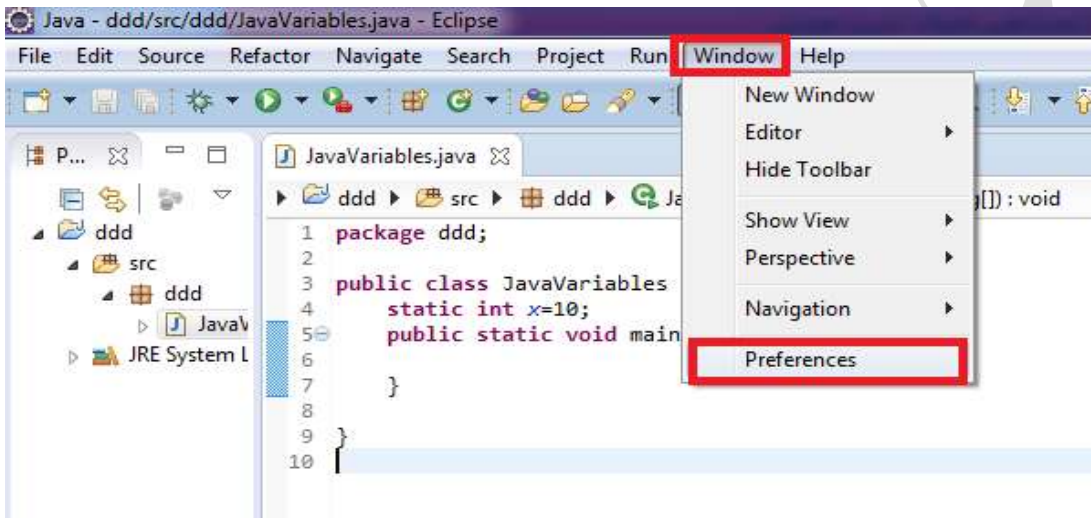 Java - ddd/src/ddd/JavaVariables.java - Eclipse
File Edit Source Refactor Navigate Search Project Run Window Help
New Window
Editor
Hide Toolbar
Show View
Perspective
Navigation
Preferences
P...
ddd
src
ddd
JavaV
JRE System L
JavaVariables.java
ddd src ddd Ja g[]) : void
1 package ddd;
2
3 public class JavaVariables
4 static int x=10;
5 public static void main
6
7 }
8
9 }
10